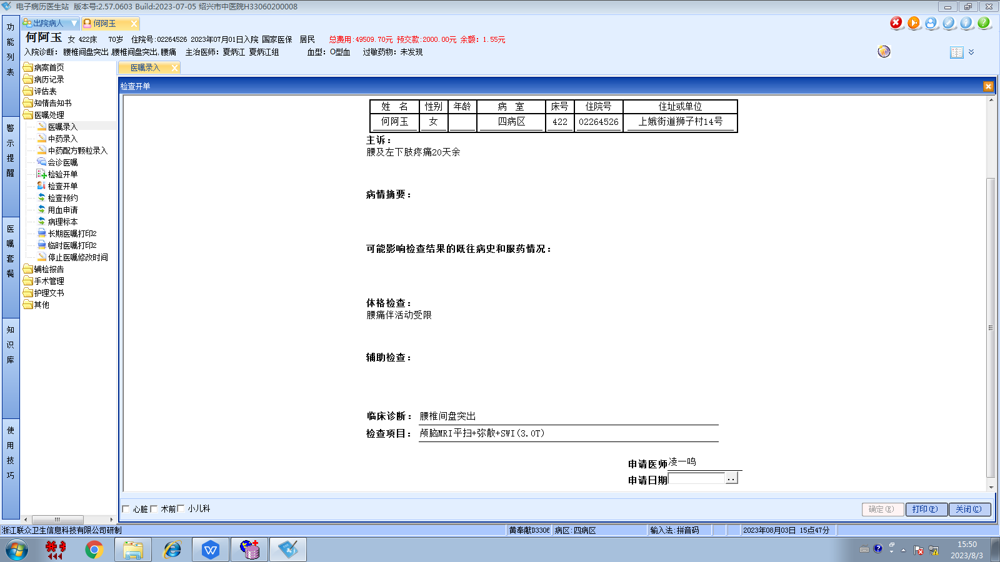 电子病历医生站 版本号:2.57.0603 Build:2023-07-05 绍兴市中医院H33060200008
出院病人 何阿玉
何阿玉 女 422床 70岁 住院号:02264526 2023年07月01日入院 国家医保 居民 总费用:49509.70元 预交款:2000.00元 余额: 1.55元
入院诊断: 腰椎间盘突出,腰椎间盘突出,腰痛 主治医师: 夏炳江 夏炳江组 血型: O型血 过敏药物: 未发现
功能列表
警示提醒
医嘱套餐
知识库
使用技巧
病案首页
病历记录
评估表
知情告知书
医嘱处理
医嘱录入
中药录入
中药配方颗粒录入
会诊医嘱
检验开单
检查开单
检查预约
用血申请
病理标本
长期医嘱打印2
临时医嘱打印2
停止医嘱修改时间
辅检报告
手术管理
护理文书
其他
医嘱录入
检查开单
姓 名 性别 年龄 病 室 床号 住院号 住址或单位
何阿玉 女 四病区 422 02264526 上娥街道狮子村14号
主诉:
腰及左下肢疼痛20天余
病情摘要:
可能影响检查结果的既往病史和服药情况:
体格检查:
腰痛伴活动受限
辅助检查:
临床诊断: 腰椎间盘突出
检查项目: 颅脑MRI平扫+弥散+SWI(3.0T)
申请医师凌一鸣
申请日期 ..
心脏 术前 小儿科
确定(E) 打印(P) 关闭(C)
浙江联众卫生信息科技有限公司研制 黄奉献D330E 病区:四病区 输入法:拼音码 2023年08月03日 15点47分
15:50
2023/8/3